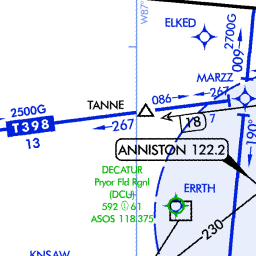 ELKED
W87°
2700G
009
MARZZ
086
267
2500G
TANNE
T398
267
18
7
13
190°
ANNISTON 122.2
DECATUR
Pryor Fld Rgnl
(DCU)
592 61
ASOS 118.375
ERRTH
230
KNSAW